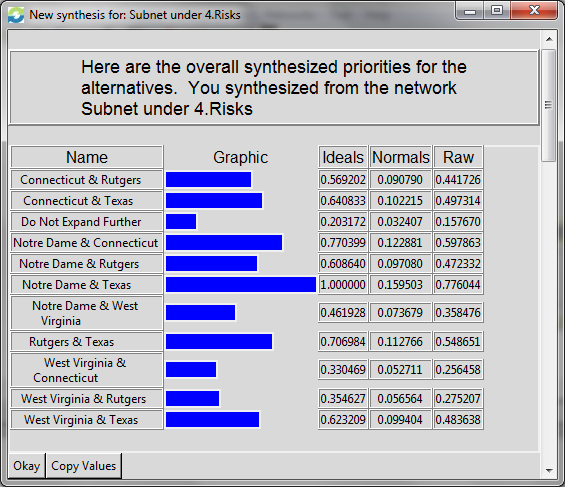 New synthesis for: Subnet under 4.Risks
Here are the overall synthesized priorities for the
alternatives. You synthesized from the network
Subnet under 4.Risks
Name Graphic Ideals Normals Raw
Connecticut & Rutgers 0.569202 0.090790 0.441726
Connecticut & Texas 0.640833 0.102215 0.497314
Do Not Expand Further 0.203172 0.032407 0.157670
Notre Dame & Connecticut 0.770399 0.122881 0.597863
Notre Dame & Rutgers 0.608640 0.097080 0.472332
Notre Dame & Texas 1.000000 0.159503 0.776044
Notre Dame & West
Virginia 0.461928 0.073679 0.358476
Rutgers & Texas 0.706984 0.112766 0.548651
West Virginia &
Connecticut 0.330469 0.052711 0.256458
West Virginia & Rutgers 0.354627 0.056564 0.275207
West Virginia & Texas 0.623209 0.099404 0.483638
Okay Copy Values